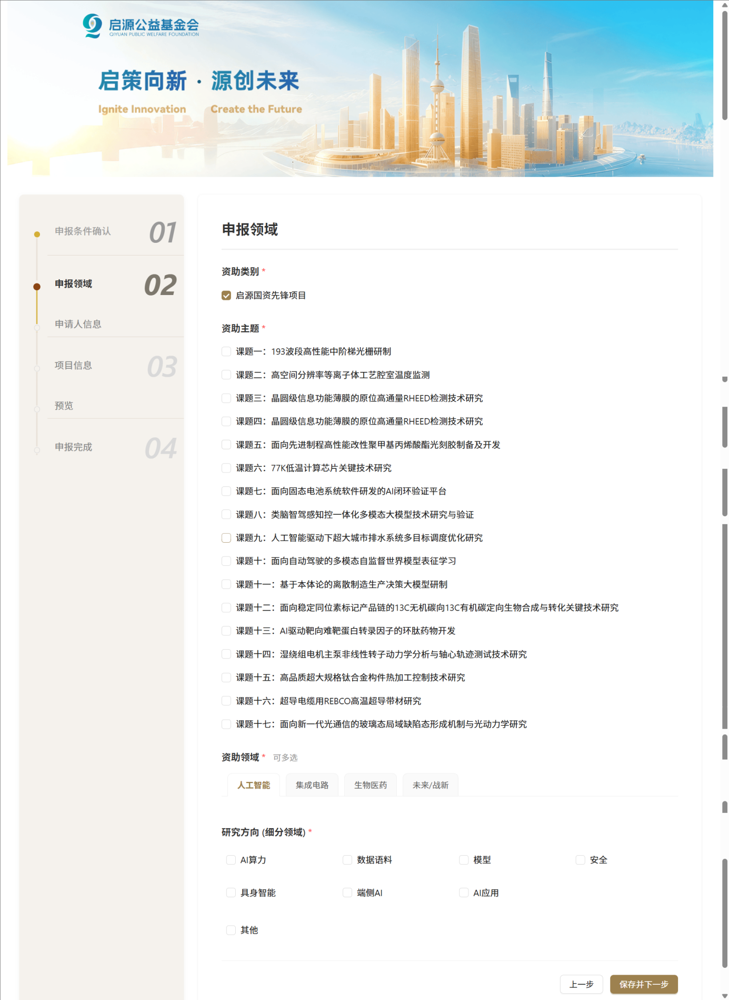 启源公益基金会
QIYUAN PUBLIC WELFARE FOUNDATION
启策向新 · 源创未来
Ignite Innovation Create the Future
申报条件确认 01
申报领域 02
申请人信息
项目信息 03
预览
申报完成 04
申报领域
资助类别 *
启源国资先锋项目
资助主题 *
课题一：193波段高性能中阶梯光栅研制
课题二：高空间分辨率等离子体工艺腔室温度监测
课题三：晶圆级信息功能薄膜的原位高通量RHEED检测技术研究
课题四：晶圆级信息功能薄膜的原位高通量RHEED检测技术研究
课题五：面向先进制程高性能改性聚甲基丙烯酸酯光刻胶制备及开发
课题六：77K低温计算芯片关键技术研究
课题七：面向固态电池系统软件研发的AI闭环验证平台
课题八：类脑智驾感知控一体化多模态大模型技术研究与验证
课题九：人工智能驱动下超大城市排水系统多目标调度优化研究
课题十：面向自动驾驶的多模态自监督世界模型表征学习
课题十一：基于本体论的离散制造生产决策大模型研制
课题十二：面向稳定同位素标记产品链的13C无机碳向13C有机碳定向生物合成与转化关键技术研究
课题十三：AI驱动靶向难靶蛋白转录因子的环肽药物开发
课题十四：湿绕组电机主泵非线性转子动力学分析与轴心轨迹测试技术研究
课题十五：高品质超大规格钛合金构件热加工控制技术研究
课题十六：超导电缆用REBCO高温超导带材研究
课题十七：面向新一代光通信的玻璃态局域缺陷态形成机制与光动力学研究
资助领域 * 可多选
人工智能 集成电路 生物医药 未来/战新
研究方向 (细分领域) *
AI算力 数据语料 模型 安全
具身智能 端侧AI AI应用
其他
上一步 保存并下一步